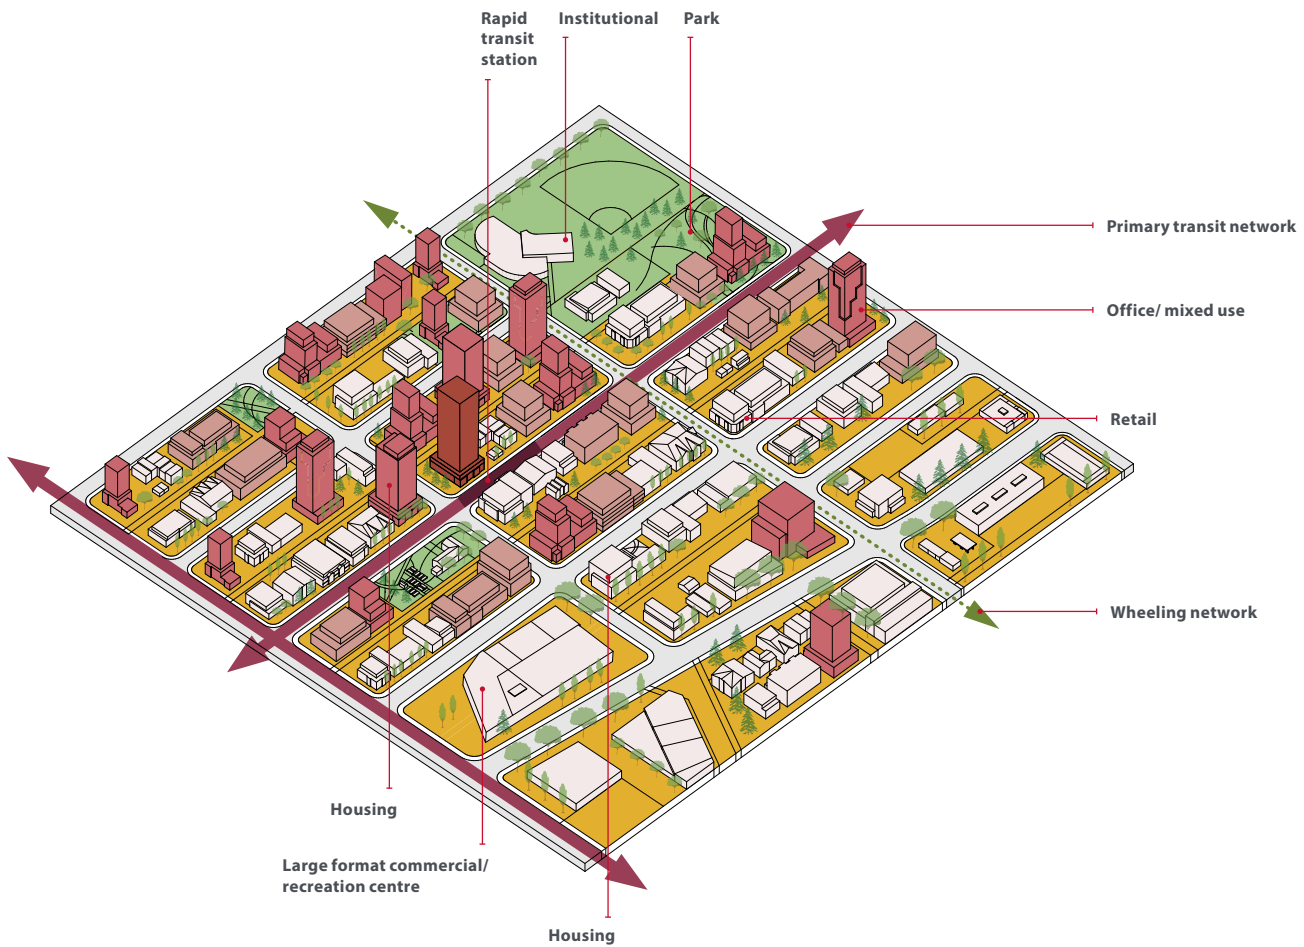 Rapid
transit
station
Institutional
Park
Primary transit network
Office/ mixed use
Retail
Wheeling network
Housing
Large format commercial/
recreation centre
Housing